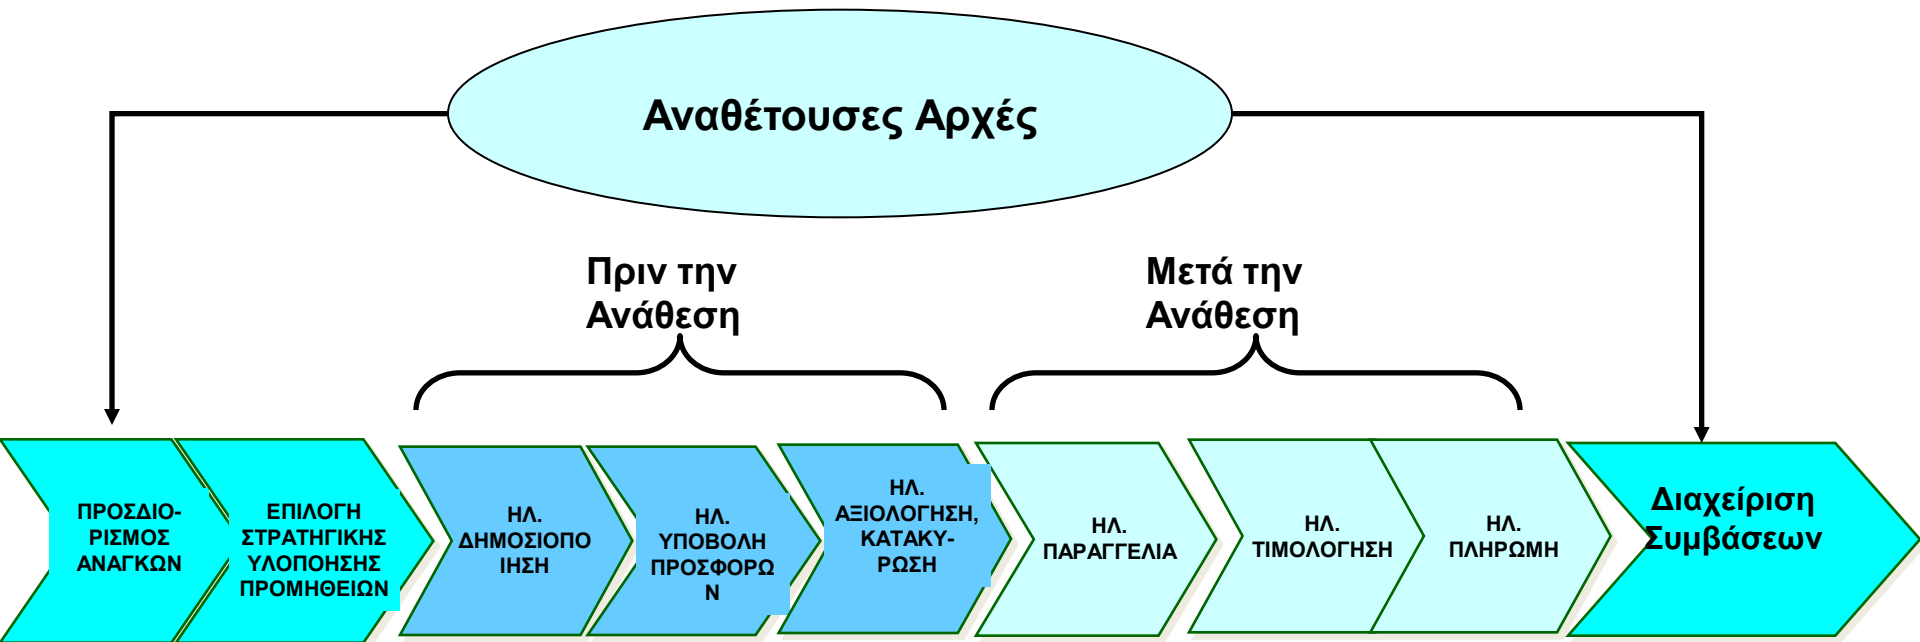 Αναθέτουσες Αρχές
Πριν την
Ανάθεση
Μετά την
Ανάθεση
ΠΡΟΣΔΙΟ-
ΡΙΣΜΟΣ
ΑΝΑΓΚΩΝ
ΕΠΙΛΟΓΗ
ΣΤΡΑΤΗΓΙΚΗΣ
ΥΛΟΠΟΗΣΗΣ
ΠΡΟΜΗΘΕΙΩΝ
ΗΛ.
ΔΗΜΟΣΙΟΠΟ
ΙΗΣΗ
ΗΛ.
ΥΠΟΒΟΛΗ
ΠΡΟΣΦΟΡΩ
Ν
ΗΛ.
ΑΞΙΟΛΟΓΗΣΗ,
ΚΑΤΑΚΥ-
ΡΩΣΗ
ΗΛ.
ΠΑΡΑΓΓΕΛΙΑ
ΗΛ.
ΤΙΜΟΛΟΓΗΣΗ
ΗΛ.
ΠΛΗΡΩΜΗ
Διαχείριση
Συμβάσεων